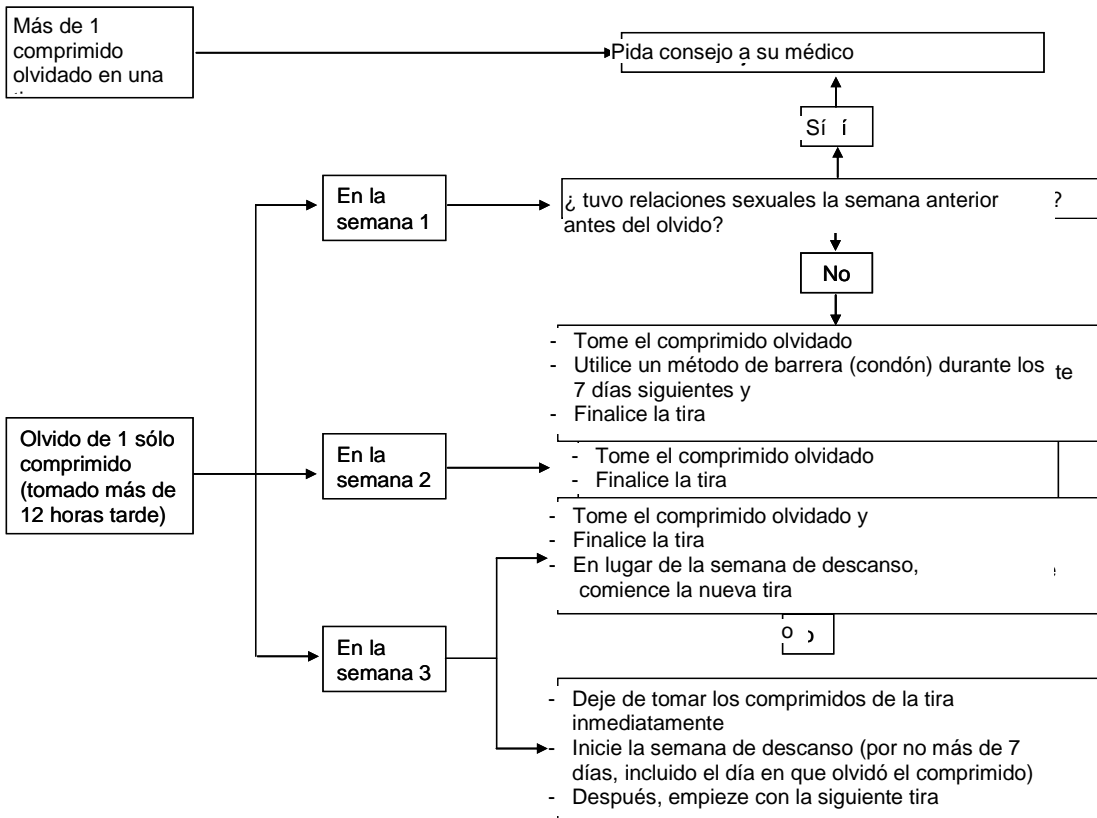 Más de 1
comprimido
olvidado en una
Pida consejo a su médico
Sí í
En la
semana 1
¿ tuvo relaciones sexuales la semana anterior ?
antes del olvido?
No
- Tome el comprimido olvidado
- Utilice un método de barrera (condón) durante los
7 días siguientes y te
- Finalice la tira
Olvido de 1 sólo
comprimido
(tomado más de
12 horas tarde)
En la
semana 2
- Tome el comprimido olvidado
- Finalice la tira
- Tome el comprimido olvidado y
- Finalice la tira
- En lugar de la semana de descanso,
comience la nueva tira
o
En la
semana 3
- Deje de tomar los comprimidos de la tira
inmediatamente
- Inicie la semana de descanso (por no más de 7
días, incluido el día en que olvidó el comprimido)
- Después, empieze con la siguiente tira